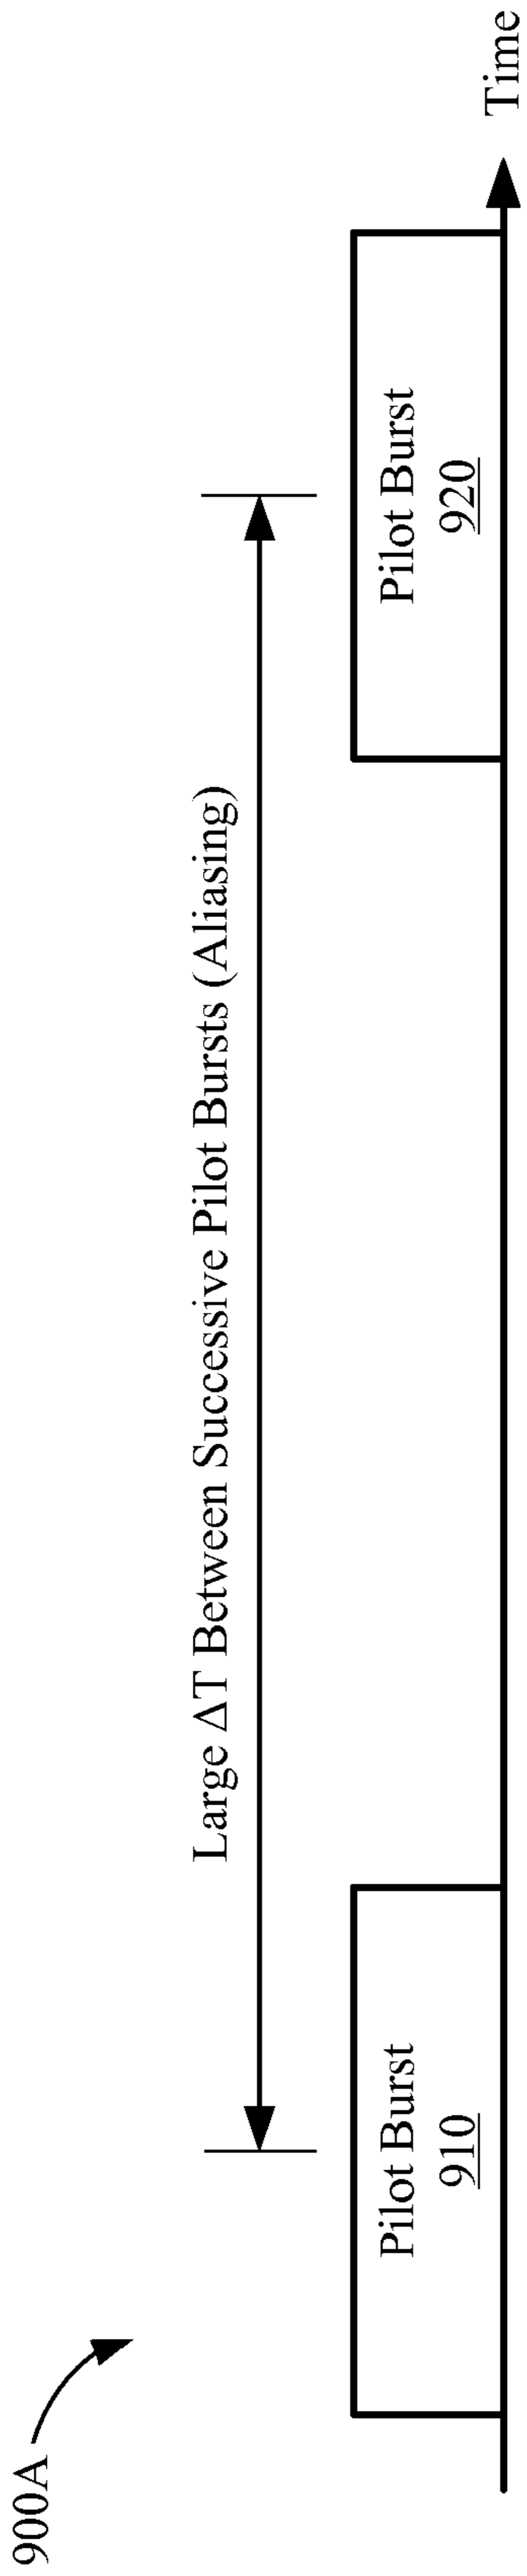 900A
Large ΔT Between Successive Pilot Bursts (Aliasing)
Pilot Burst
910
Pilot Burst
920
Time